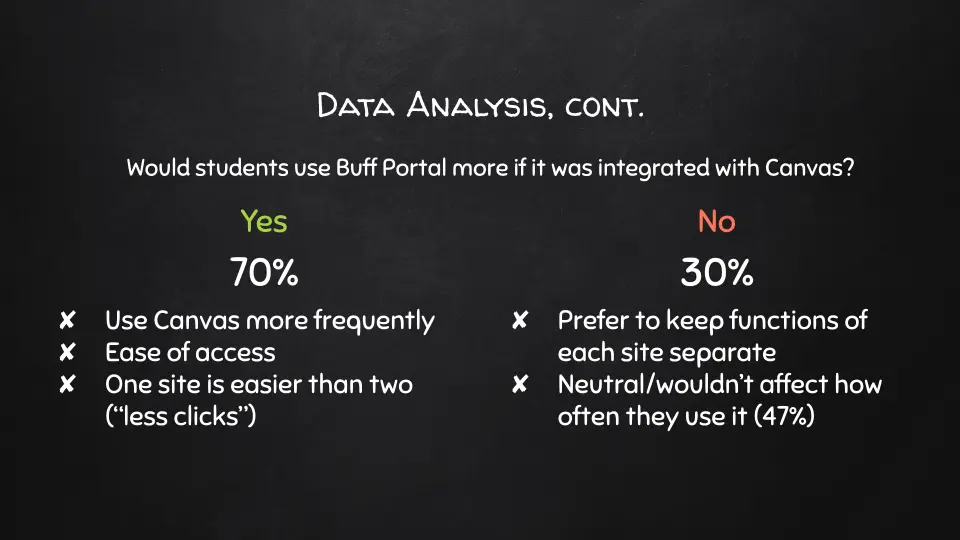 Data Analysis, cont.
Would students use Buff Portal more if it was integrated with Canvas?
Yes
70%
✘ Use Canvas more frequently
✘ Ease of access
✘ One site is easier than two
(“less clicks”)
No
30%
✘ Prefer to keep functions of
each site separate
✘ Neutral/wouldn’t affect how
often they use it (47%)